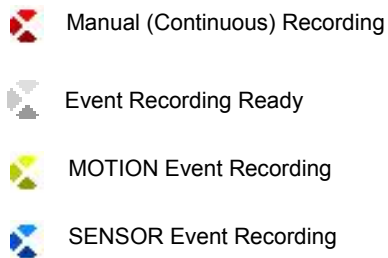 Manual (Continuous) Recording
Event Recording Ready
MOTION Event Recording
SENSOR Event Recording